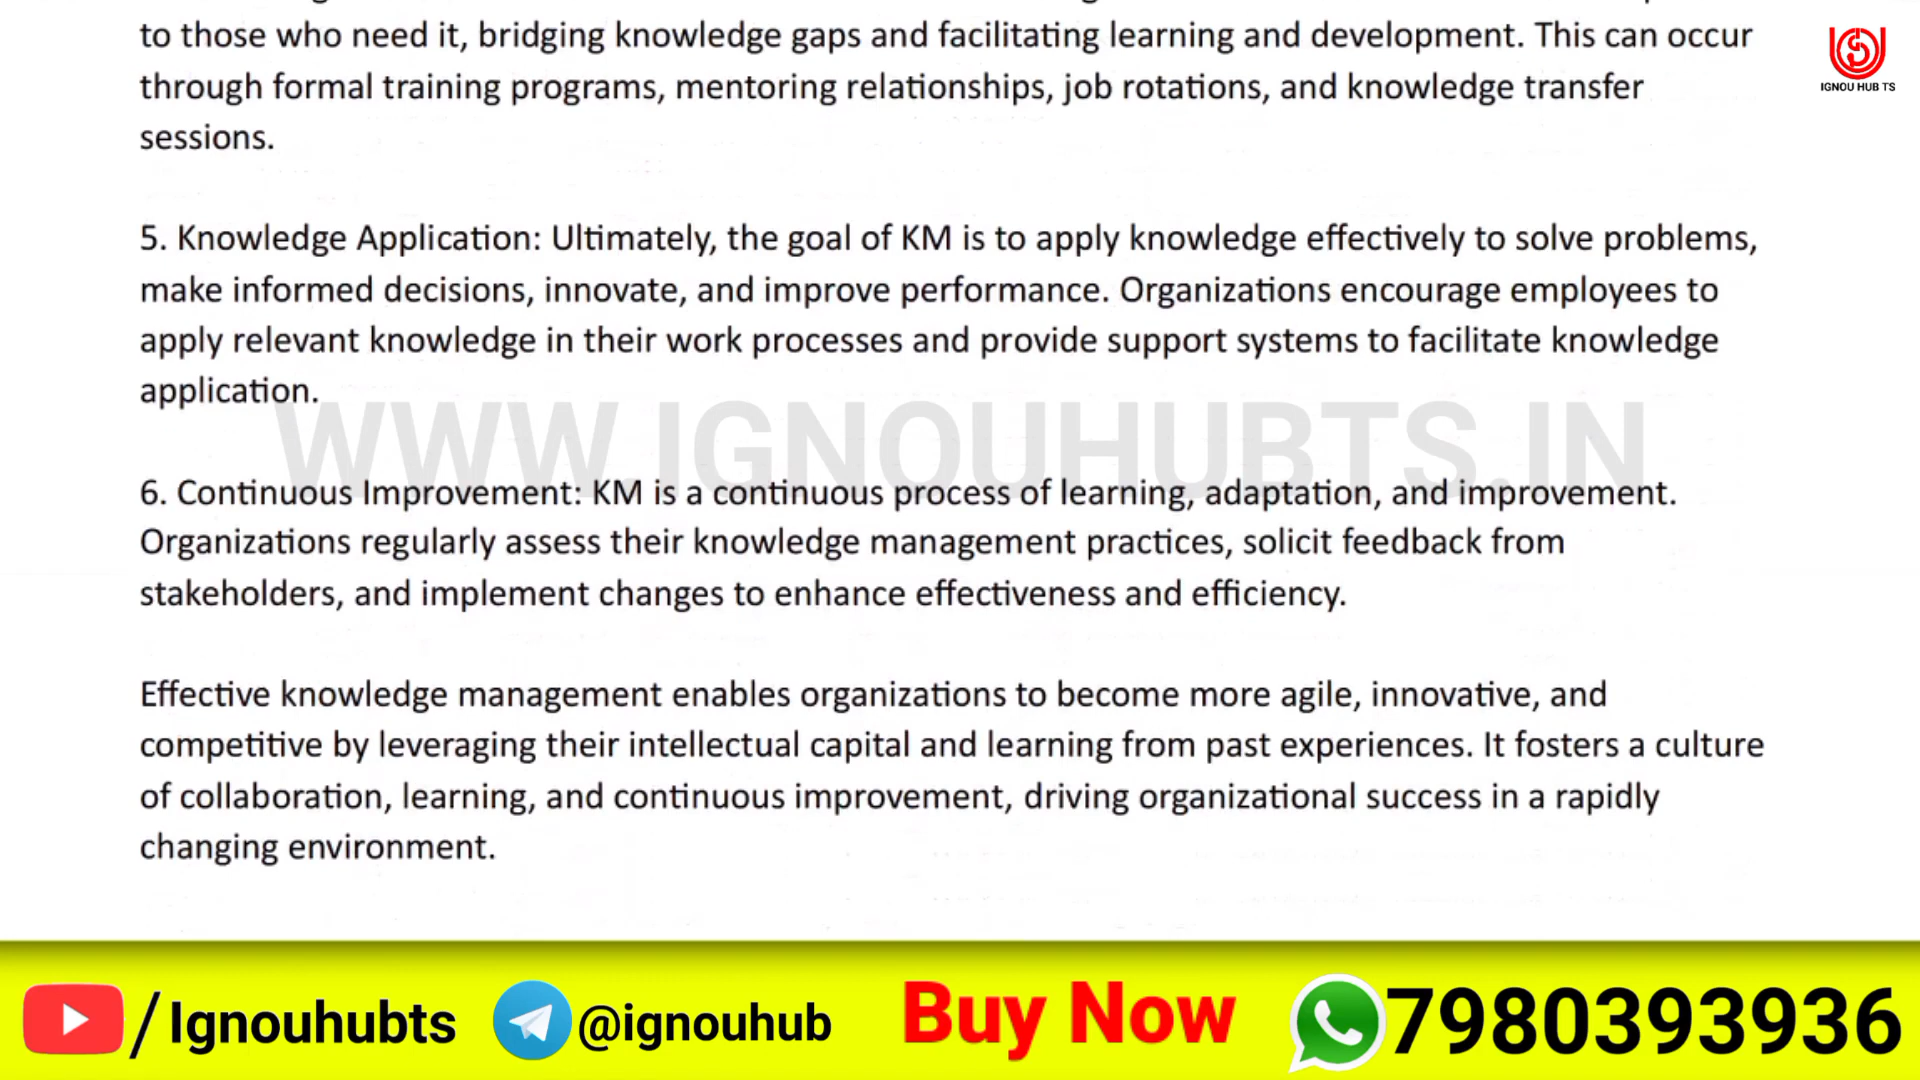 to those who need it, bridging knowledge gaps and facilitating learning and development. This can occur
through formal training programs, mentoring relationships, job rotations, and knowledge transfer
sessions.
IGNOU HUB TS
5. Knowledge Application: Ultimately, the goal of KM is to apply knowledge effectively to solve problems,
make informed decisions, innovate, and improve performance. Organizations encourage employees to
apply relevant knowledge in their work processes and provide support systems to facilitate knowledge
application.
WWW.IGNOUHUBTS.IN
6. Continuous Improvement: KM is a continuous process of learning, adaptation, and improvement.
Organizations regularly assess their knowledge management practices, solicit feedback from
stakeholders, and implement changes to enhance effectiveness and efficiency.
Effective knowledge management enables organizations to become more agile, innovative, and
competitive by leveraging their intellectual capital and learning from past experiences. It fosters a culture
of collaboration, learning, and continuous improvement, driving organizational success in a rapidly
changing environment.
/Ignouhubts @ignouhub Buy Now 7980393936